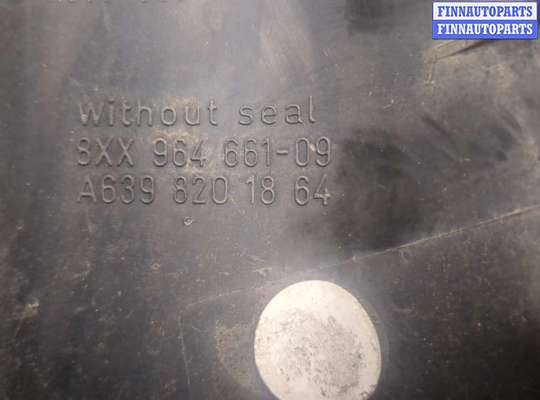 FINNAUTOPARTS
FINNAUTOPARTS
Without seal
8XX 964 661-09
A639 820 18 64